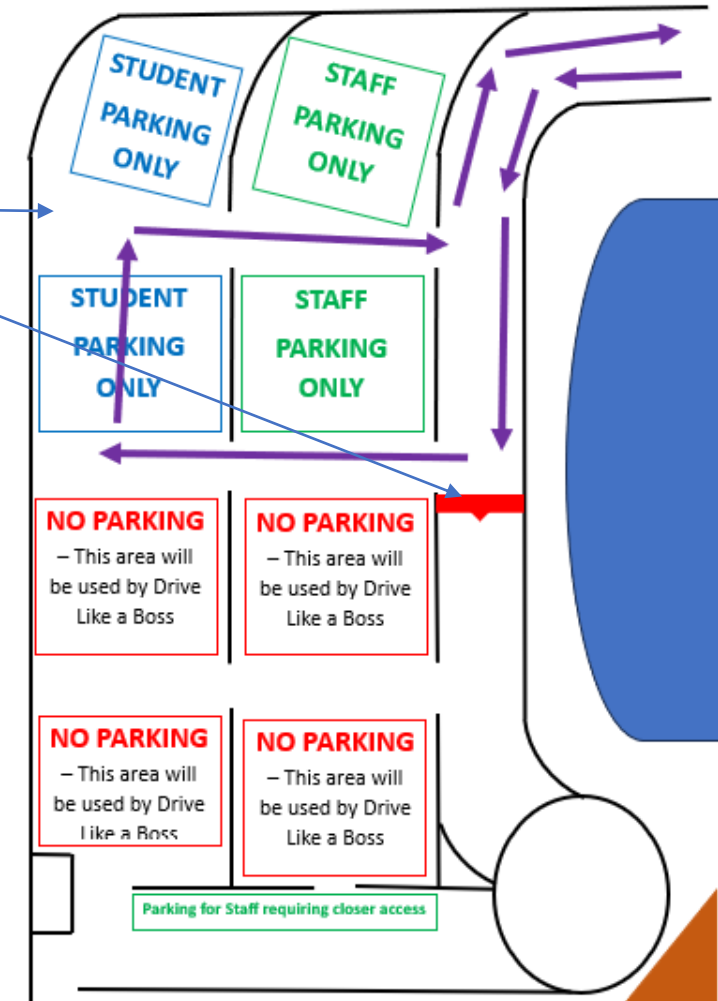 STUDENT
PARKING
ONLY
STAFF
PARKING
ONLY
STUDENT
PARKING
ONLY
STAFF
PARKING
ONLY
NO PARKING
– This area will
be used by Drive
Like a Boss
NO PARKING
– This area will
be used by Drive
Like a Boss
NO PARKING
– This area will
be used by Drive
Like a Boss
NO PARKING
– This area will
be used by Drive
Like a Boss
Parking for Staff requiring closer access